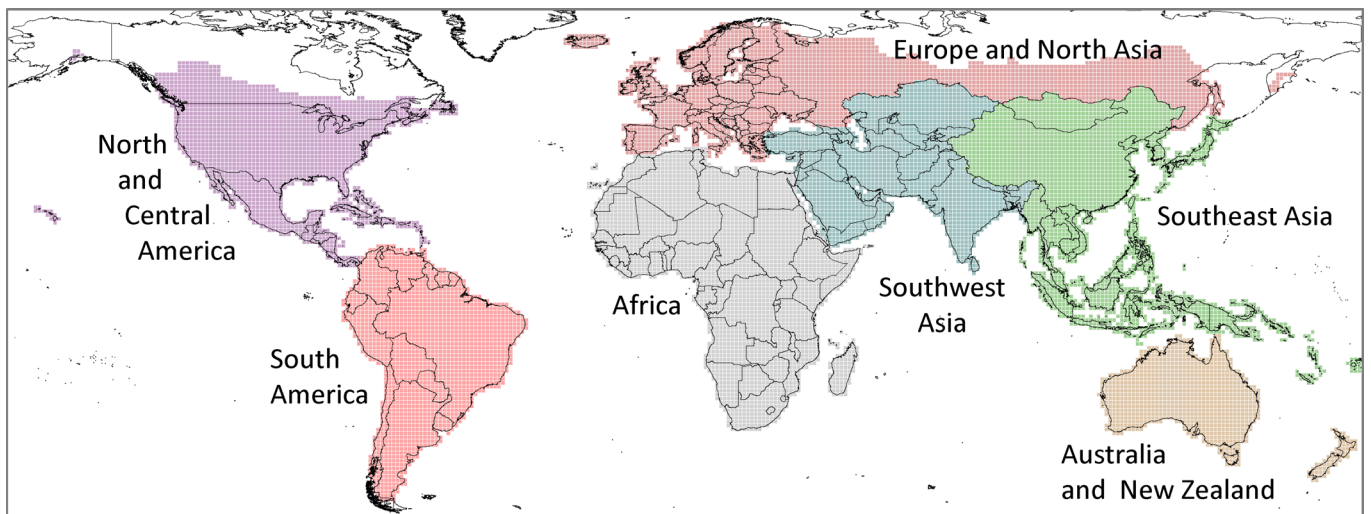 Europe and North Asia
North
and
Central
America
Southeast Asia
Africa
Southwest
Asia
South
America
Australia
and New Zealand